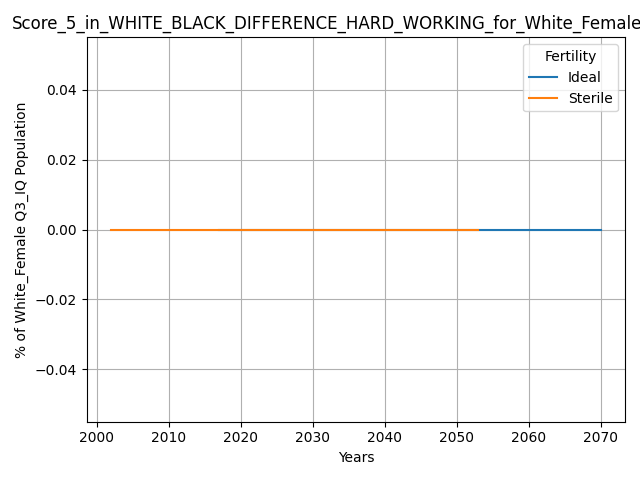 Score_5_in_WHITE_BLACK_DIFFERENCE_HARD_WORKING_for_White_Female
% of White_Female Q3_IQ Population
0.04
0.02
0.00
−0.02
−0.04
Fertility
Ideal
Sterile
2000 2010 2020 2030 2040 2050 2060 2070
Years